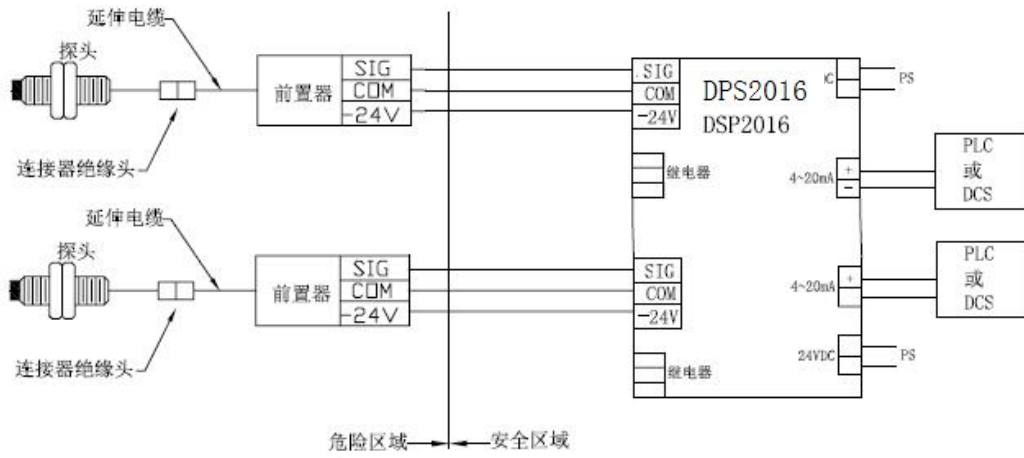 延伸电缆
探头
前置器
SIG
COM
-24V
连接器绝缘头
.SIG
COM
-24V
DPS2016
DSP2016
PS
继电器
4~20mA
+
-
PLC
或
DCS
延伸电缆
探头
前置器
SIG
COM
-24V
连接器绝缘头
SIG
COM
-24V
4~20mA
+
PLC
或
DCS
24VDC
PS
继电器
危险区域
安全区域